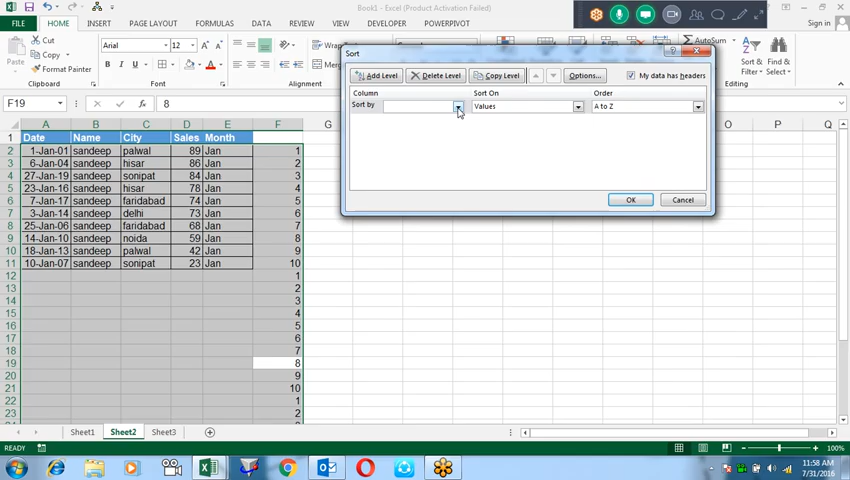 Book1 - Excel (Product Activation Failed)
FILE HOME INSERT PAGE LAYOUT FORMULAS DATA REVIEW VIEW DEVELOPER POWERPIVOT Sign in
Cut
Copy
Format Painter
Paste
Clipboard
Arial 12
B I U
Wrap
AutoSum
Sort & Filter
Find & Select
Sort
Add Level Delete Level Copy Level Options... My data has headers
Column Sort On Order
Sort by Values A to Z
OK Cancel
F19 8
A B C D E F G O P Q
1 Date Name City Sales Month
2 1-Jan-01 sandeep palwal 89 Jan 1
3 6-Jan-04 sandeep hisar 86 Jan 2
4 27-Jan-19 sandeep sonipat 84 Jan 3
5 23-Jan-16 sandeep hisar 78 Jan 4
6 7-Jan-17 sandeep faridabad 74 Jan 5
7 3-Jan-14 sandeep delhi 73 Jan 6
8 25-Jan-06 sandeep faridabad 68 Jan 7
9 14-Jan-10 sandeep noida 59 Jan 8
10 18-Jan-13 sandeep palwal 42 Jan 9
11 10-Jan-07 sandeep sonipat 23 Jan 10
12 1
13 2
14 3
15 4
16 5
17 6
18 7
19 8
20 9
21 10
22 1
23 2
Sheet1 Sheet2 Sheet3
READY 100%
11:58 AM
7/31/2016